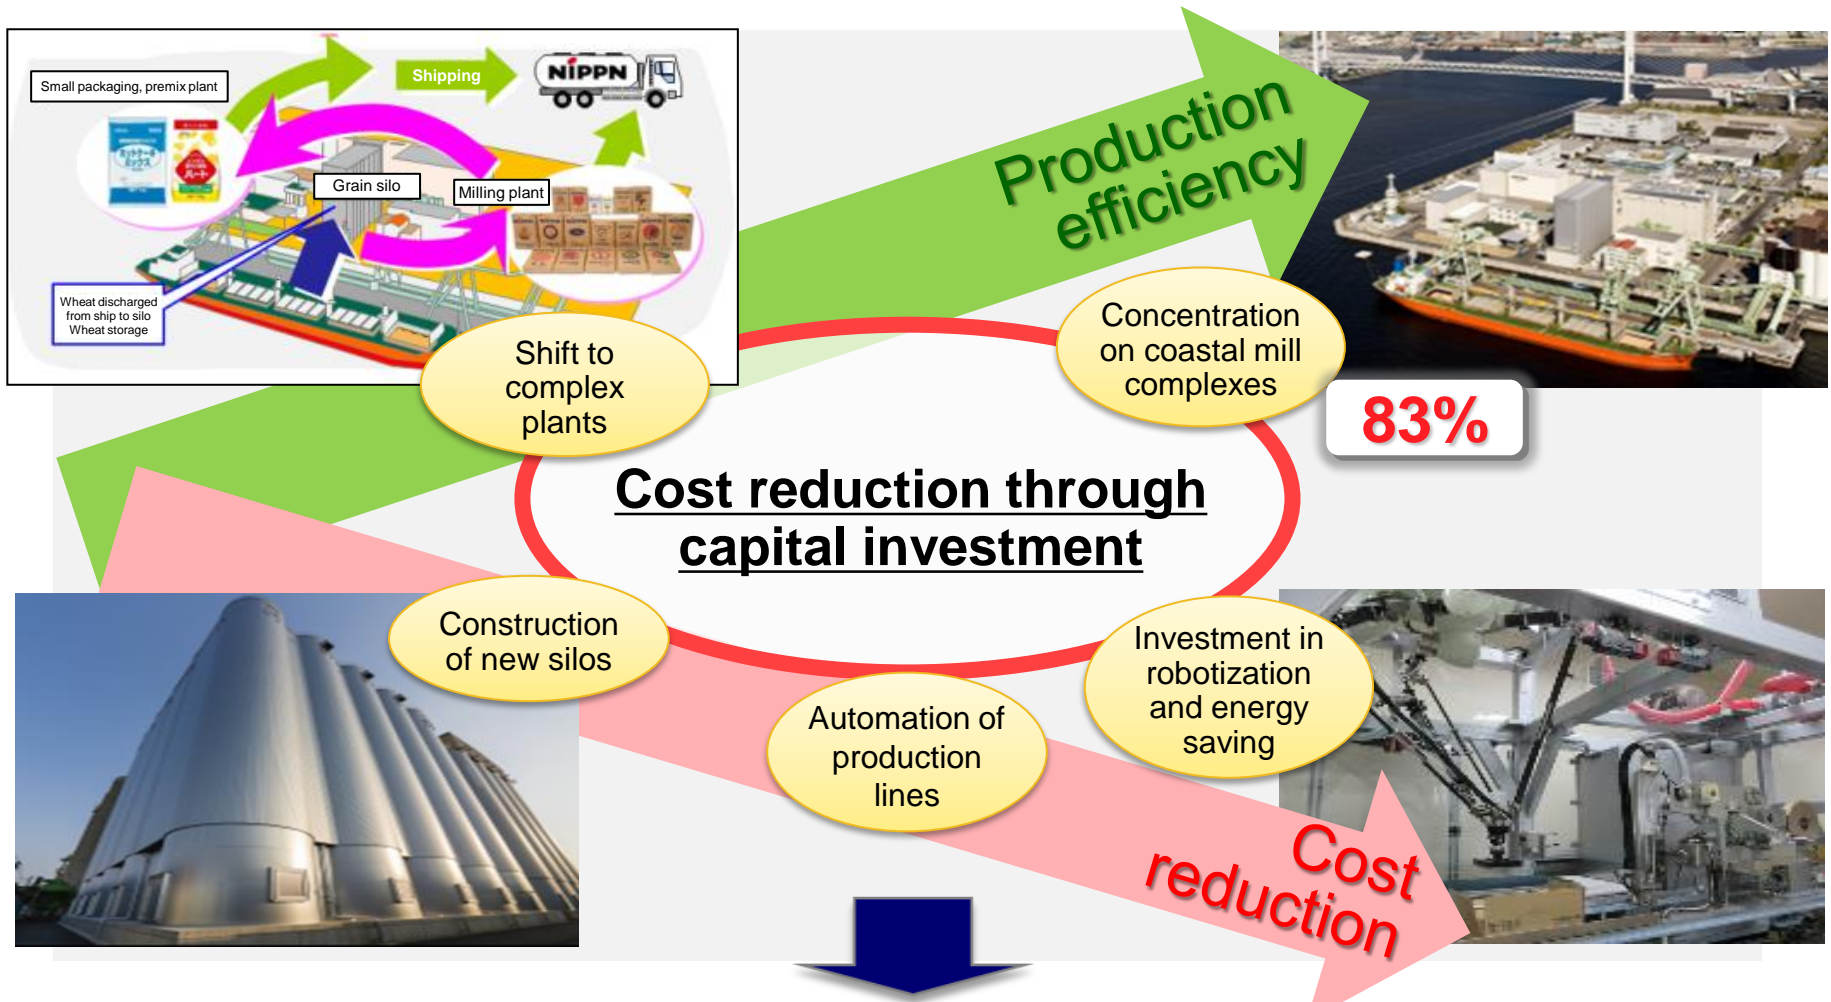 Small packaging, premix plant
Shipping
NIPPN
Grain silo
Milling plant
Wheat discharged
from ship to silo
Wheat storage
Production
efficiency
Shift to
complex
plants
Concentration
on coastal mill
complexes
83%
Cost reduction through
capital investment
Construction
of new silos
Automation of
production
lines
Investment in
robotization
and energy
saving
Cost
reduction